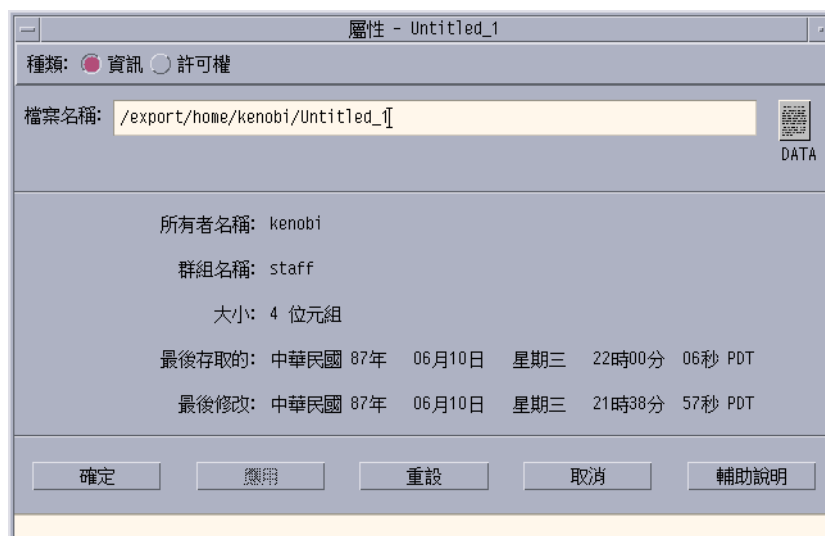 屬性 - Untitled_1
種類: 資訊 許可權
檔案名稱: /export/home/kenobi/Untitled_1
DATA
所有者名稱: kenobi
群組名稱: staff
大小: 4 位元組
最後存取的: 中華民國 87年 06月10日 星期三 22時00分 06秒 PDT
最後修改: 中華民國 87年 06月10日 星期三 21時38分 57秒 PDT
確定 應用 重設 取消 輔助說明